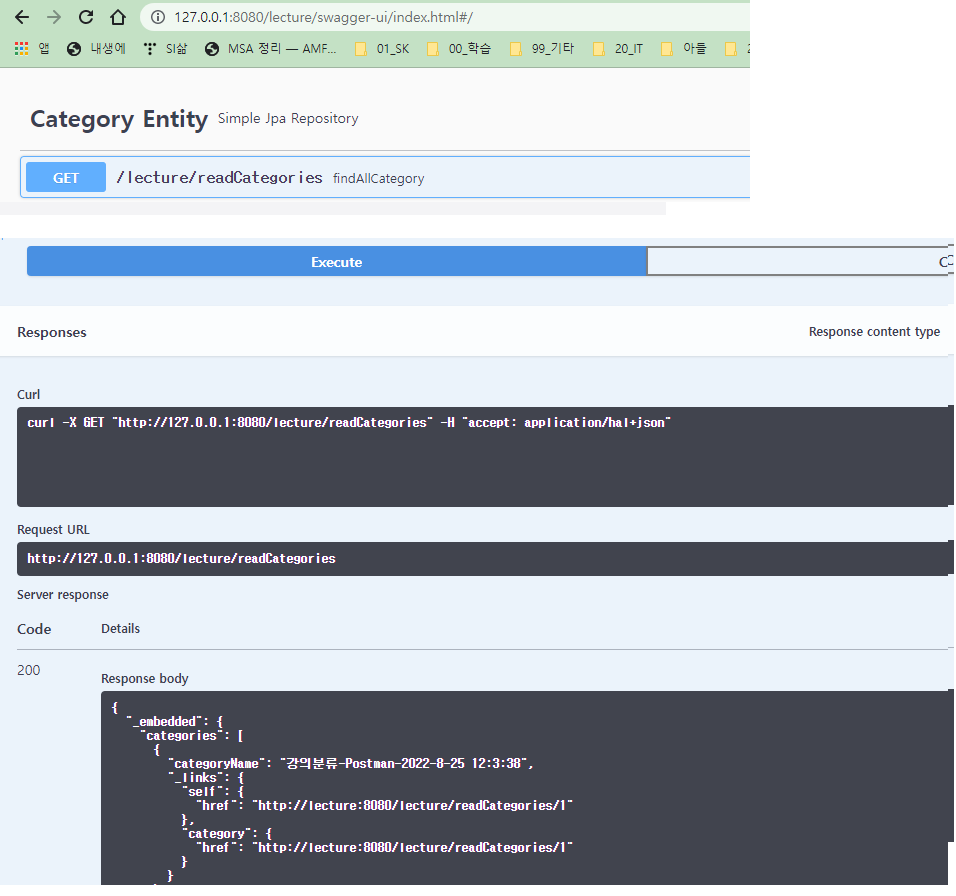 127.0.0.1:8080/lecture/swagger-ui/index.html#/
앱 내생에 SI삶 MSA 정리 — AMF... 01_SK 00_학습 99_기타 20_IT 아들
Category Entity Simple Jpa Repository
GET /lecture/readCategories findAllCategory
Execute
Responses Response content type
Curl
curl -X GET "http://127.0.0.1:8080/lecture/readCategories" -H "accept: application/hal+json"
Request URL
http://127.0.0.1:8080/lecture/readCategories
Server response
Code Details
200
Response body
{
"_embedded": {
"categories": [
{
"categoryName": "강의분류-Postman-2022-8-25 12:3:38",
"_links": {
"self": {
"href": "http://lecture:8080/lecture/readCategories/1"
},
"category": {
"href": "http://lecture:8080/lecture/readCategories/1"
}
}